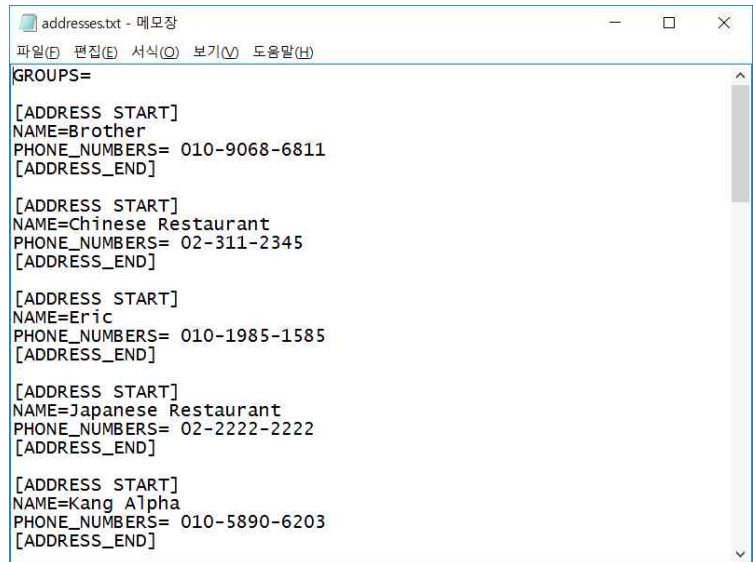 addresses.txt - 메모장
파일(F) 편집(E) 서식(O) 보기(V) 도움말(H)
GROUPS=
[ADDRESS START]
NAME=Brother
PHONE_NUMBERS= 010-9068-6811
[ADDRESS_END]
[ADDRESS START]
NAME=Chinese Restaurant
PHONE_NUMBERS= 02-311-2345
[ADDRESS_END]
[ADDRESS START]
NAME=Eric
PHONE_NUMBERS= 010-1985-1585
[ADDRESS_END]
[ADDRESS START]
NAME=Japanese Restaurant
PHONE_NUMBERS= 02-2222-2222
[ADDRESS_END]
[ADDRESS START]
NAME=Kang Alpha
PHONE_NUMBERS= 010-5890-6203
[ADDRESS_END]